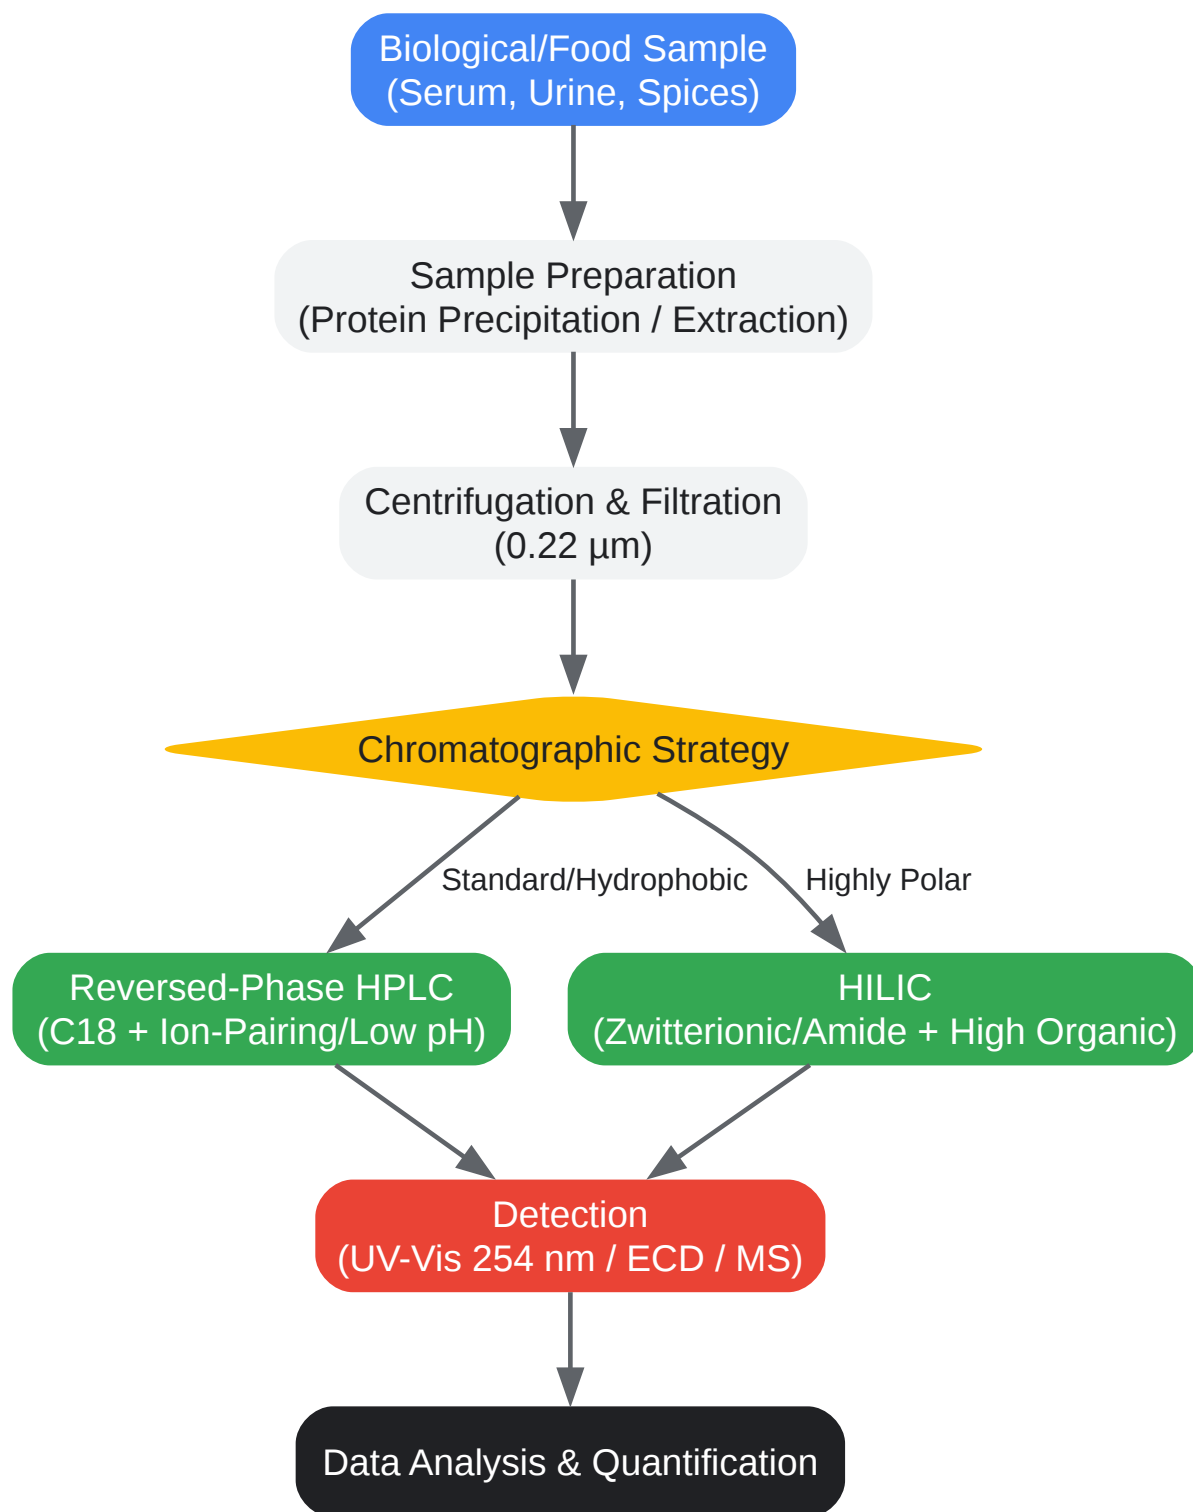 Biological/Food Sample
(Serum, Urine, Spices)
Sample Preparation
(Protein Precipitation / Extraction)
Centrifugation & Filtration
(0.22 µm)
Chromatographic Strategy
Standard/Hydrophobic
Highly Polar
Reversed-Phase HPLC
(C18 + Ion-Pairing/Low pH)
HILIC
(Zwitterionic/Amide + High Organic)
Detection
(UV-Vis 254 nm / ECD / MS)
Data Analysis & Quantification